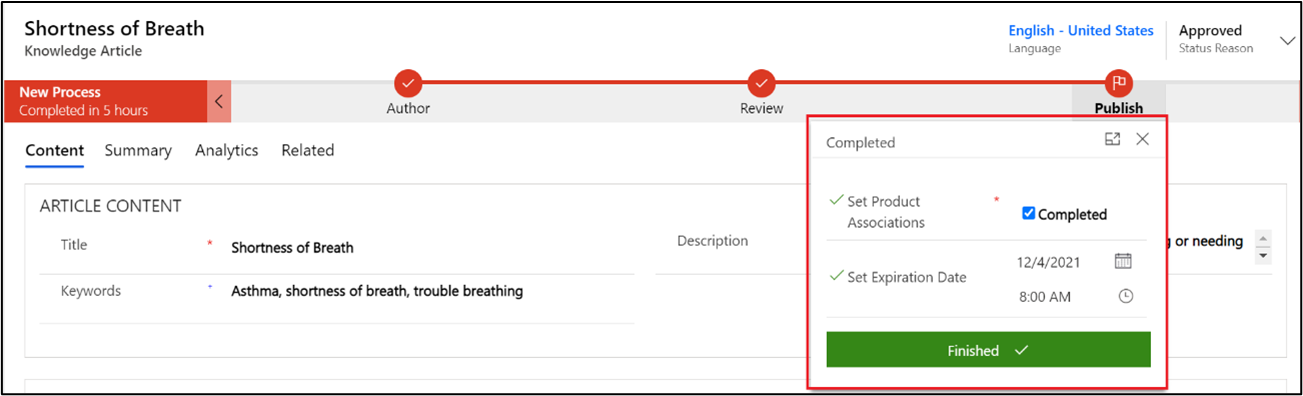 Shortness of Breath
Knowledge Article
English - United States
Language
Approved
Status Reason
New Process
Completed in 5 hours
Author
Review
Publish
Content Summary Analytics Related
ARTICLE CONTENT
Title * Shortness of Breath
Keywords + Asthma, shortness of breath, trouble breathing
Description
or needing
Completed
Set Product
Associations
* Completed
Set Expiration Date
12/4/2021
8:00 AM
Finished